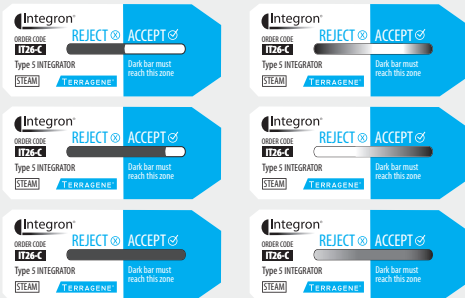 Integron®
ORDER CODE
IT26-C
REJECT ACCEPT
Type 5 INTEGRATOR
Dark bar must
reach this zone
STEAM
TERRAGENE®
Integron®
ORDER CODE
IT26-C
REJECT ACCEPT
Type 5 INTEGRATOR
Dark bar must
reach this zone
STEAM
TERRAGENE®
Integron®
ORDER CODE
IT26-C
REJECT ACCEPT
Type 5 INTEGRATOR
Dark bar must
reach this zone
STEAM
TERRAGENE®
Integron®
ORDER CODE
IT26-C
REJECT ACCEPT
Type 5 INTEGRATOR
Dark bar must
reach this zone
STEAM
TERRAGENE®
Integron®
ORDER CODE
IT26-C
REJECT ACCEPT
Type 5 INTEGRATOR
Dark bar must
reach this zone
STEAM
TERRAGENE®
Integron®
ORDER CODE
IT26-C
REJECT ACCEPT
Type 5 INTEGRATOR
Dark bar must
reach this zone
STEAM
TERRAGENE®